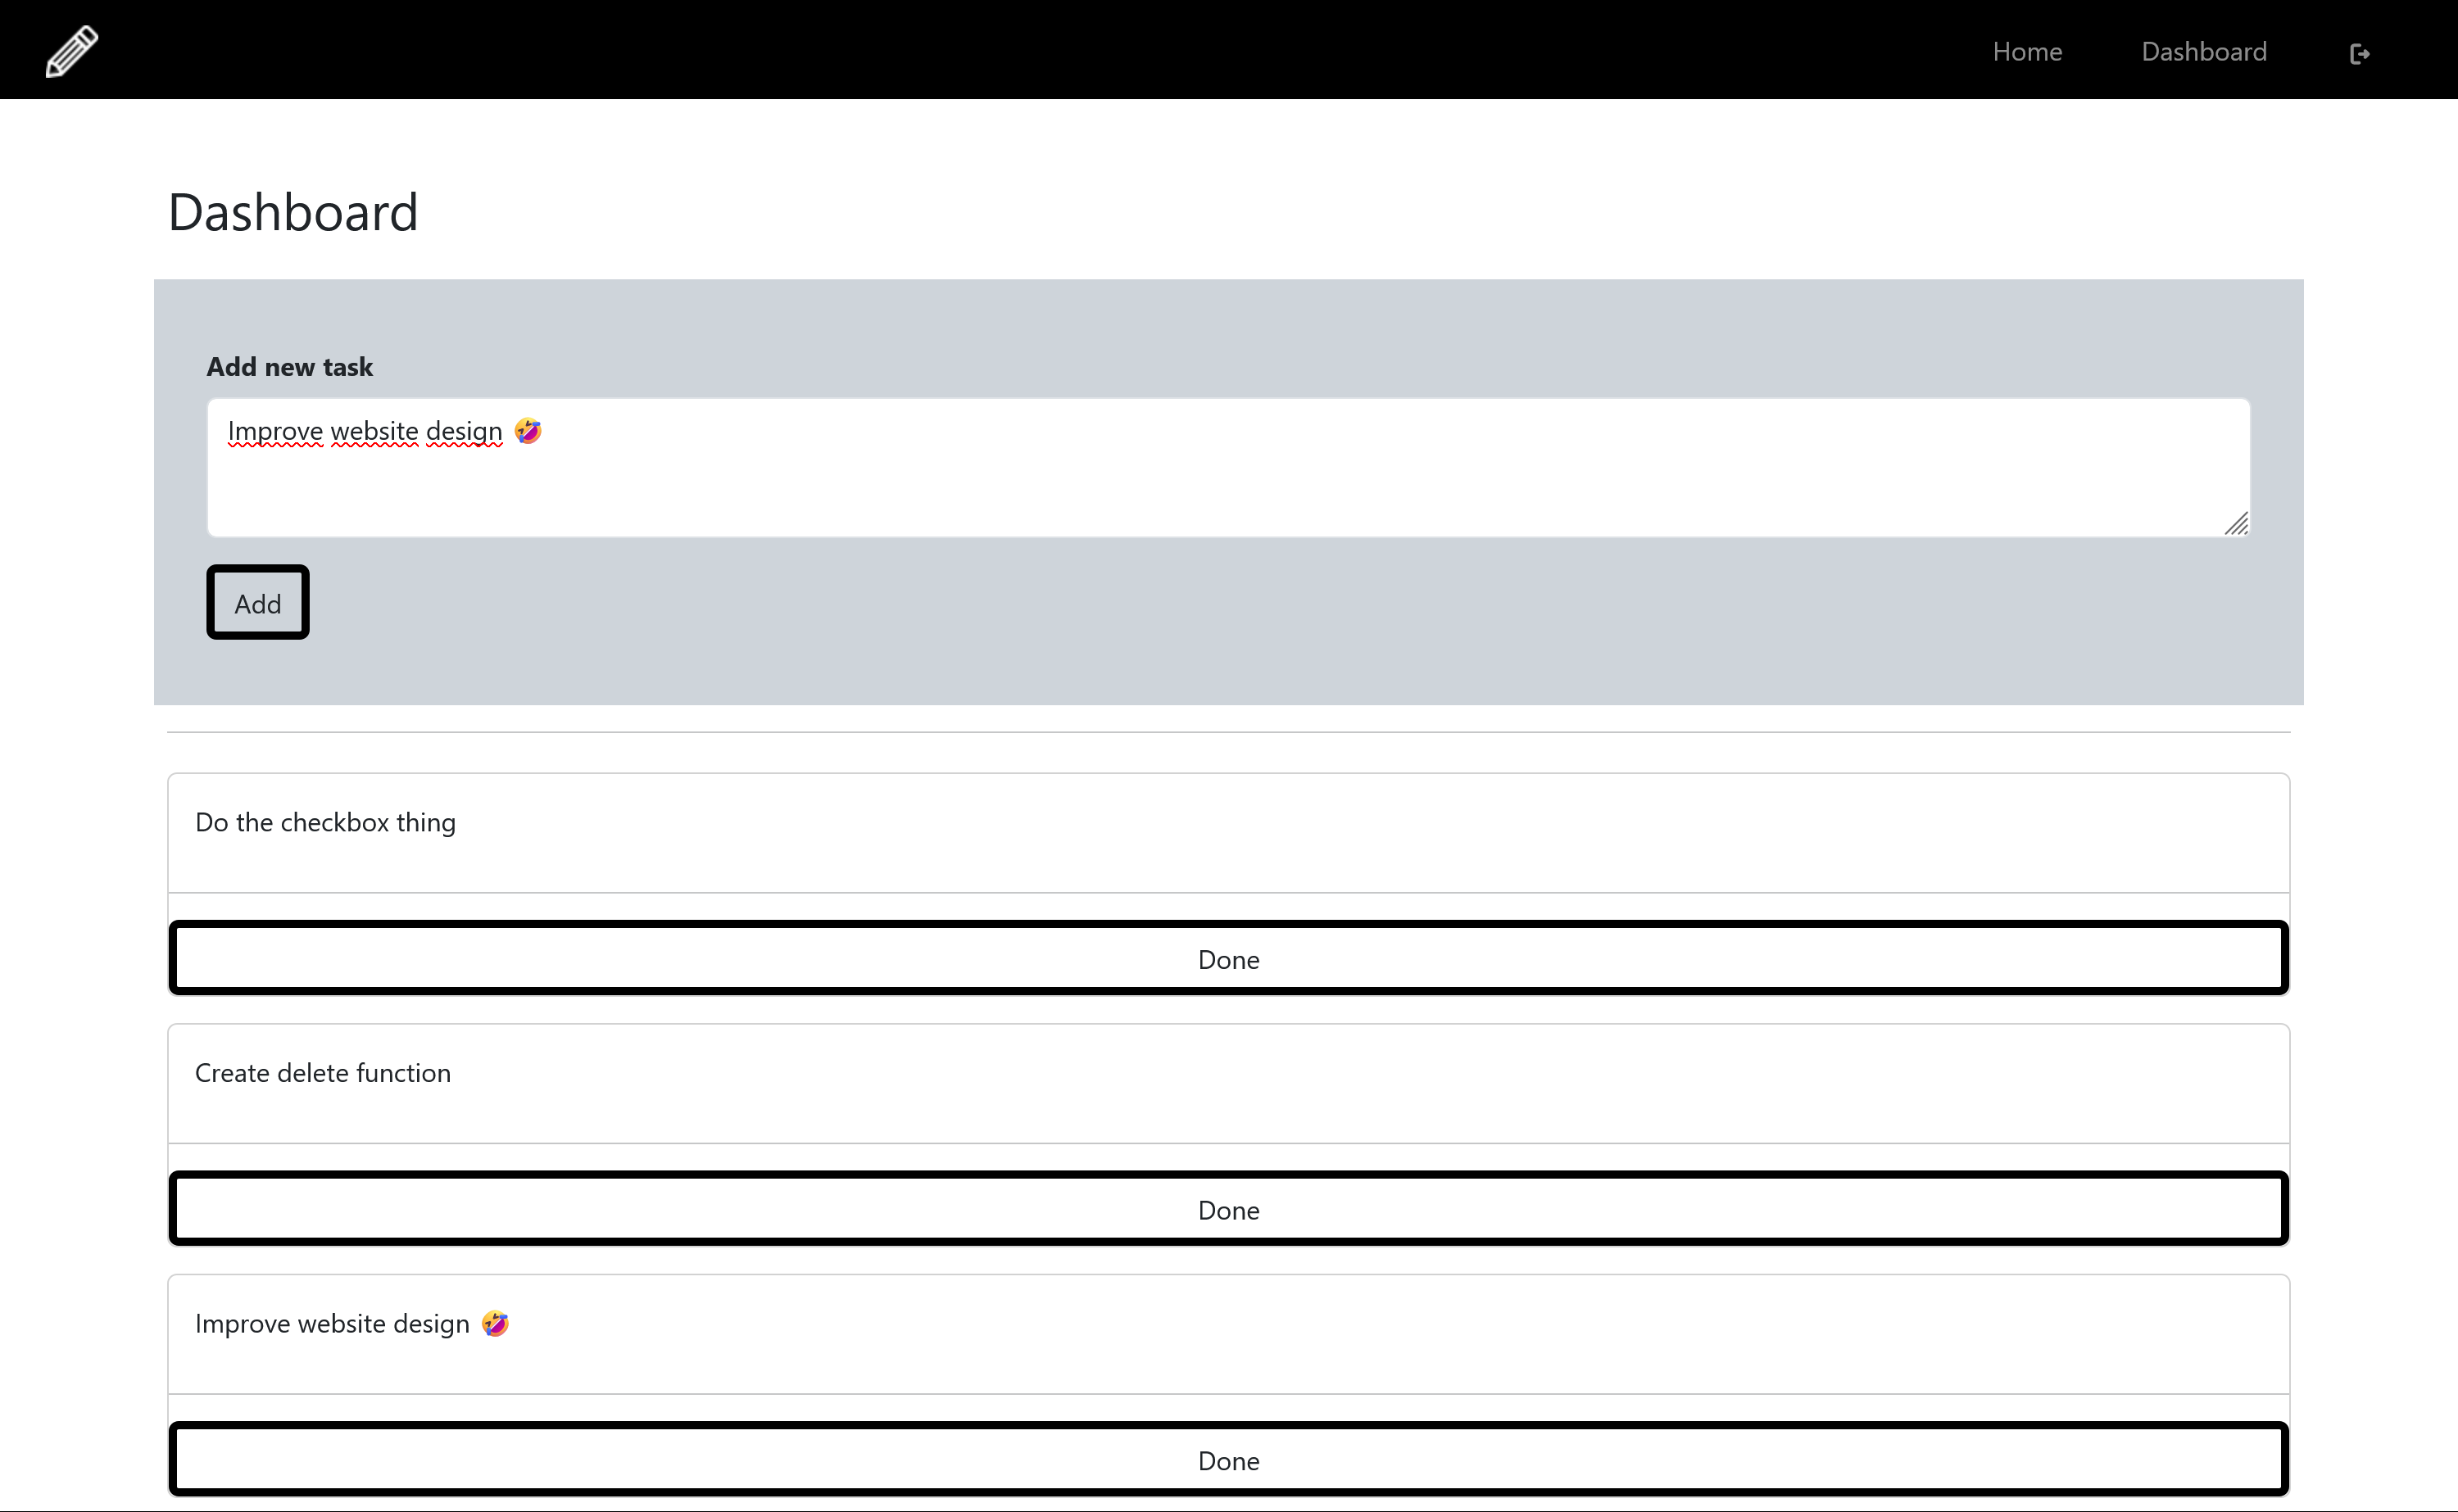 Home Dashboard
Dashboard
Add new task
Improve website design 🤣
Add
Do the checkbox thing
Done
Create delete function
Done
Improve website design 🤣
Done